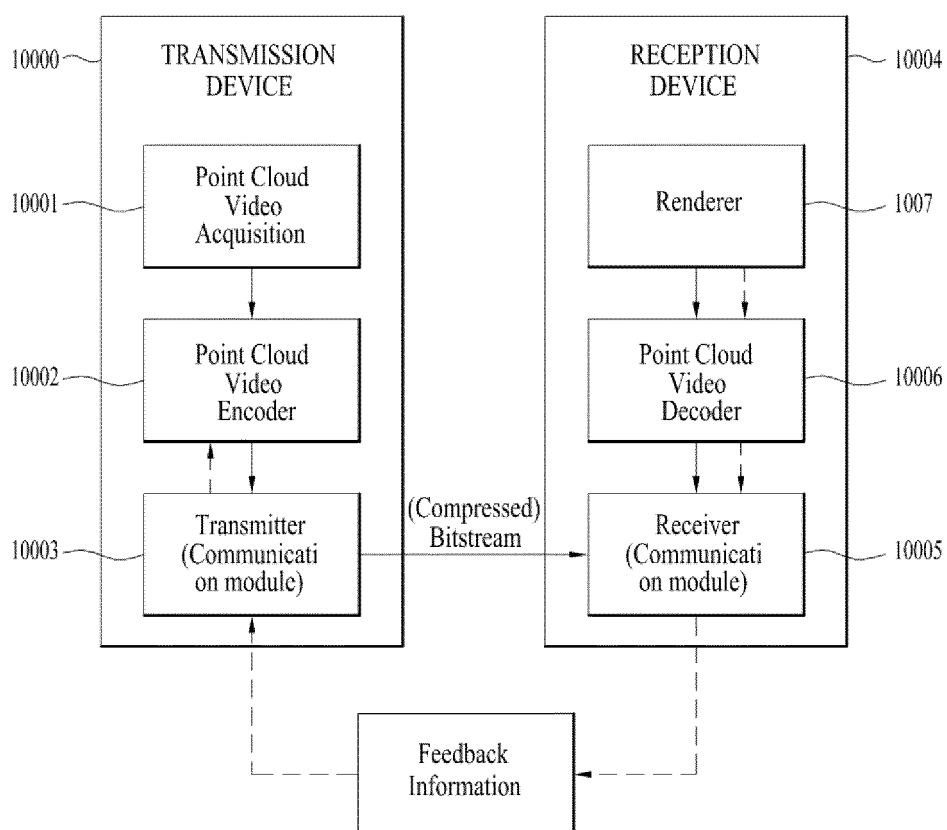 10000
TRANSMISSION
DEVICE
10001
Point Cloud
Video
Acquisition
10002
Point Cloud
Video
Encoder
10003
Transmitter
(Communicati
on module)
(Compressed)
Bitstream
RECEPTION
DEVICE
10004
Renderer
1007
Point Cloud
Video
Decoder
10006
Receiver
(Communicati
on module)
10005
Feedback
Information